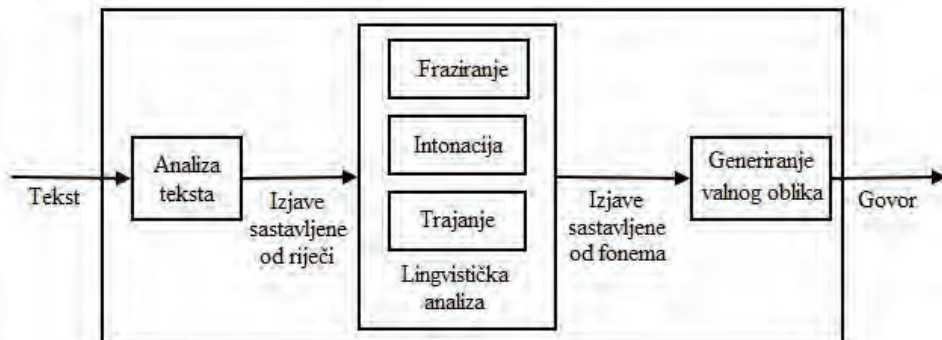 Tekst
Analiza
teksta
Izjave
sastavljene
od riječi
Fraziranje
Intonacija
Trajanje
Lingvistička
analiza
Izjave
sastavljene
od fonema
Generiranje
valnog oblika
Govor